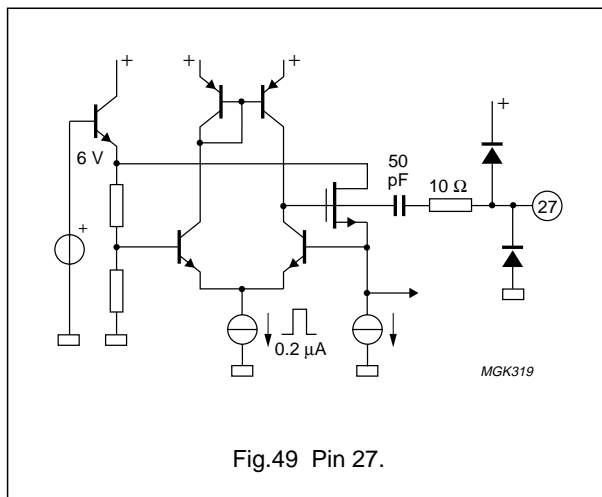 + + +
+
6 V
50
pF
10 Ω
27
+
0.2 μA
MGK319
Fig.49 Pin 27.